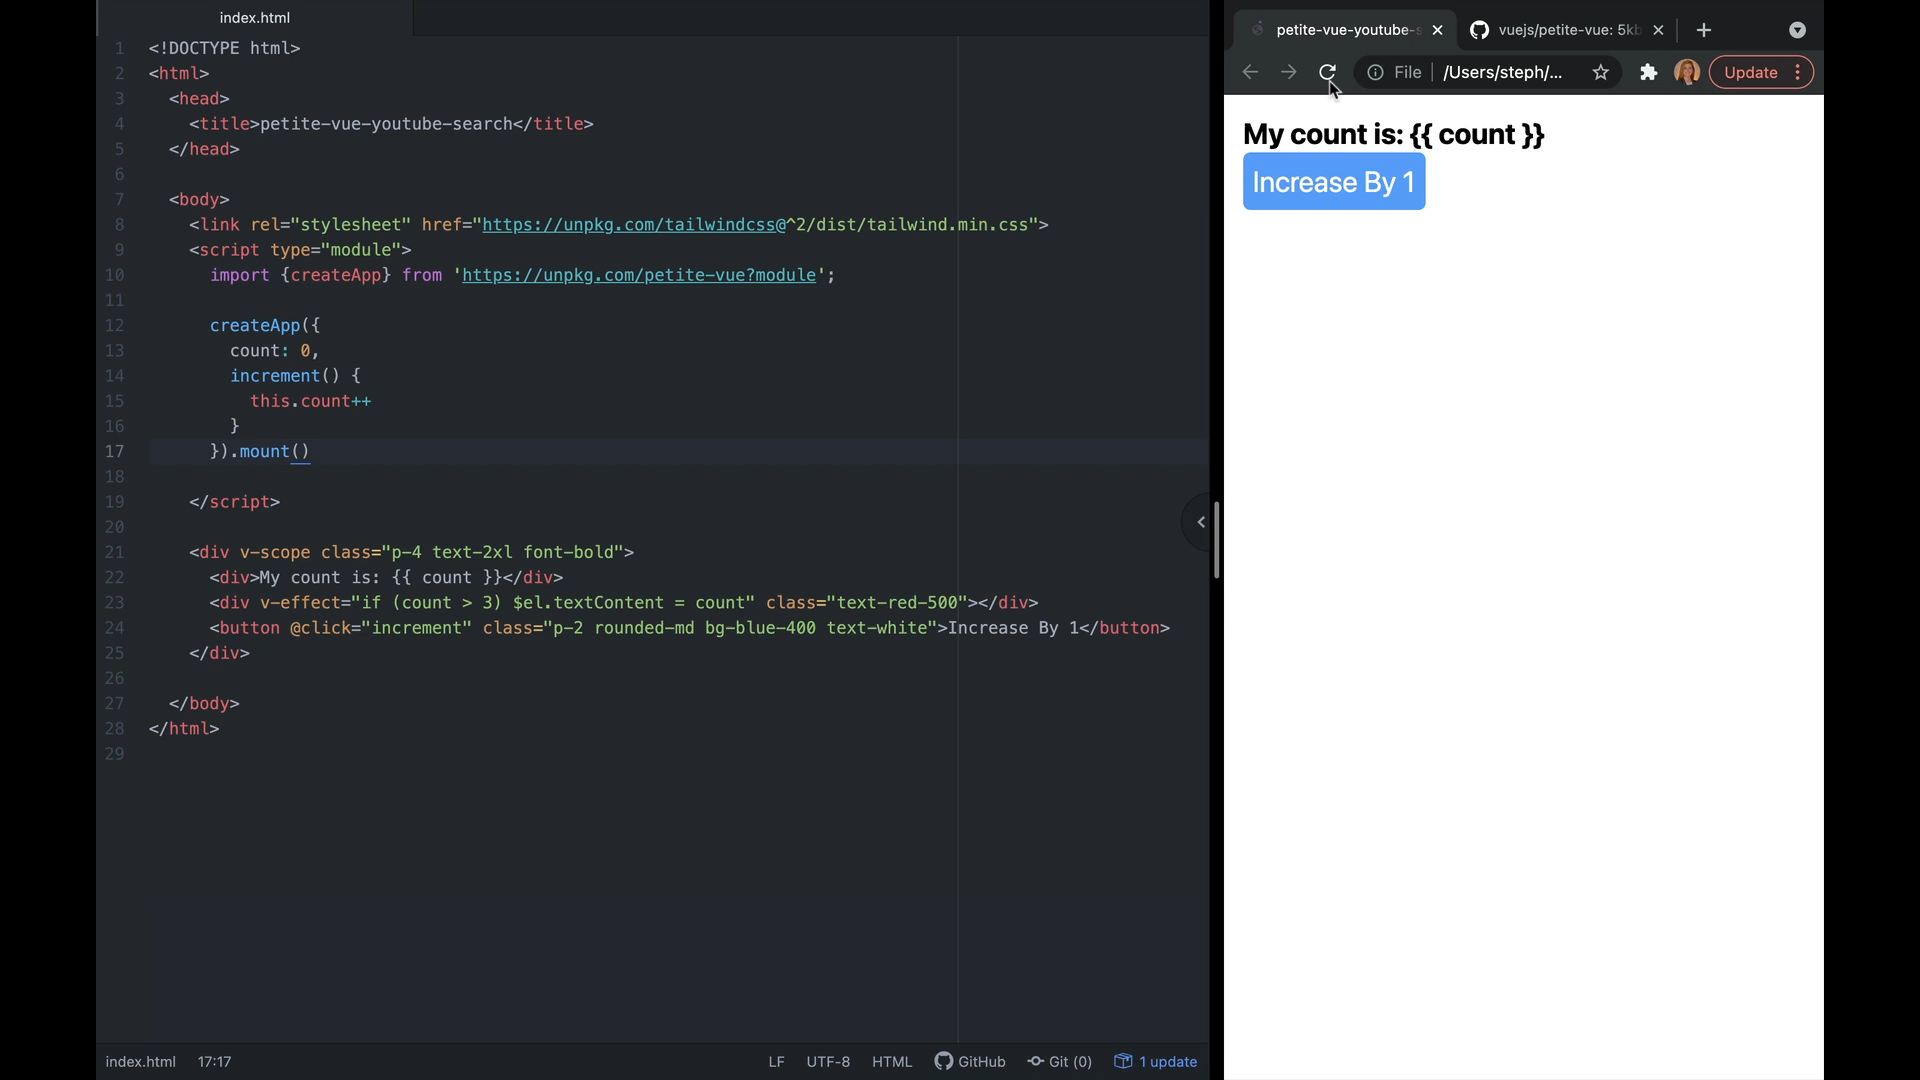 index.html
1 <!DOCTYPE html>
2 <html>
3 <head>
4 <title>petite-vue-youtube-search</title>
5 </head>
6
7 <body>
8 <link rel="stylesheet" href="https://unpkg.com/tailwindcss@^2/dist/tailwind.min.css">
9 <script type="module">
10 import {createApp} from 'https://unpkg.com/petite-vue?module';
11
12 createApp({
13 count: 0,
14 increment() {
15 this.count++
16 }
17 }).mount()
18
19 </script>
20
21 <div v-scope class="p-4 text-2xl font-bold">
22 <div>My count is: {{ count }}</div>
23 <div v-effect="if (count > 3) $el.textContent = count" class="text-red-500"></div>
24 <button @click="increment" class="p-2 rounded-md bg-blue-400 text-white">Increase By 1</button>
25 </div>
26
27 </body>
28 </html>
29
index.html 17:17 LF UTF-8 HTML GitHub Git (0) 1 update
petite-vue-youtube-s vuejs/petite-vue: 5kb
File /Users/steph/... Update
My count is: {{ count }}
Increase By 1